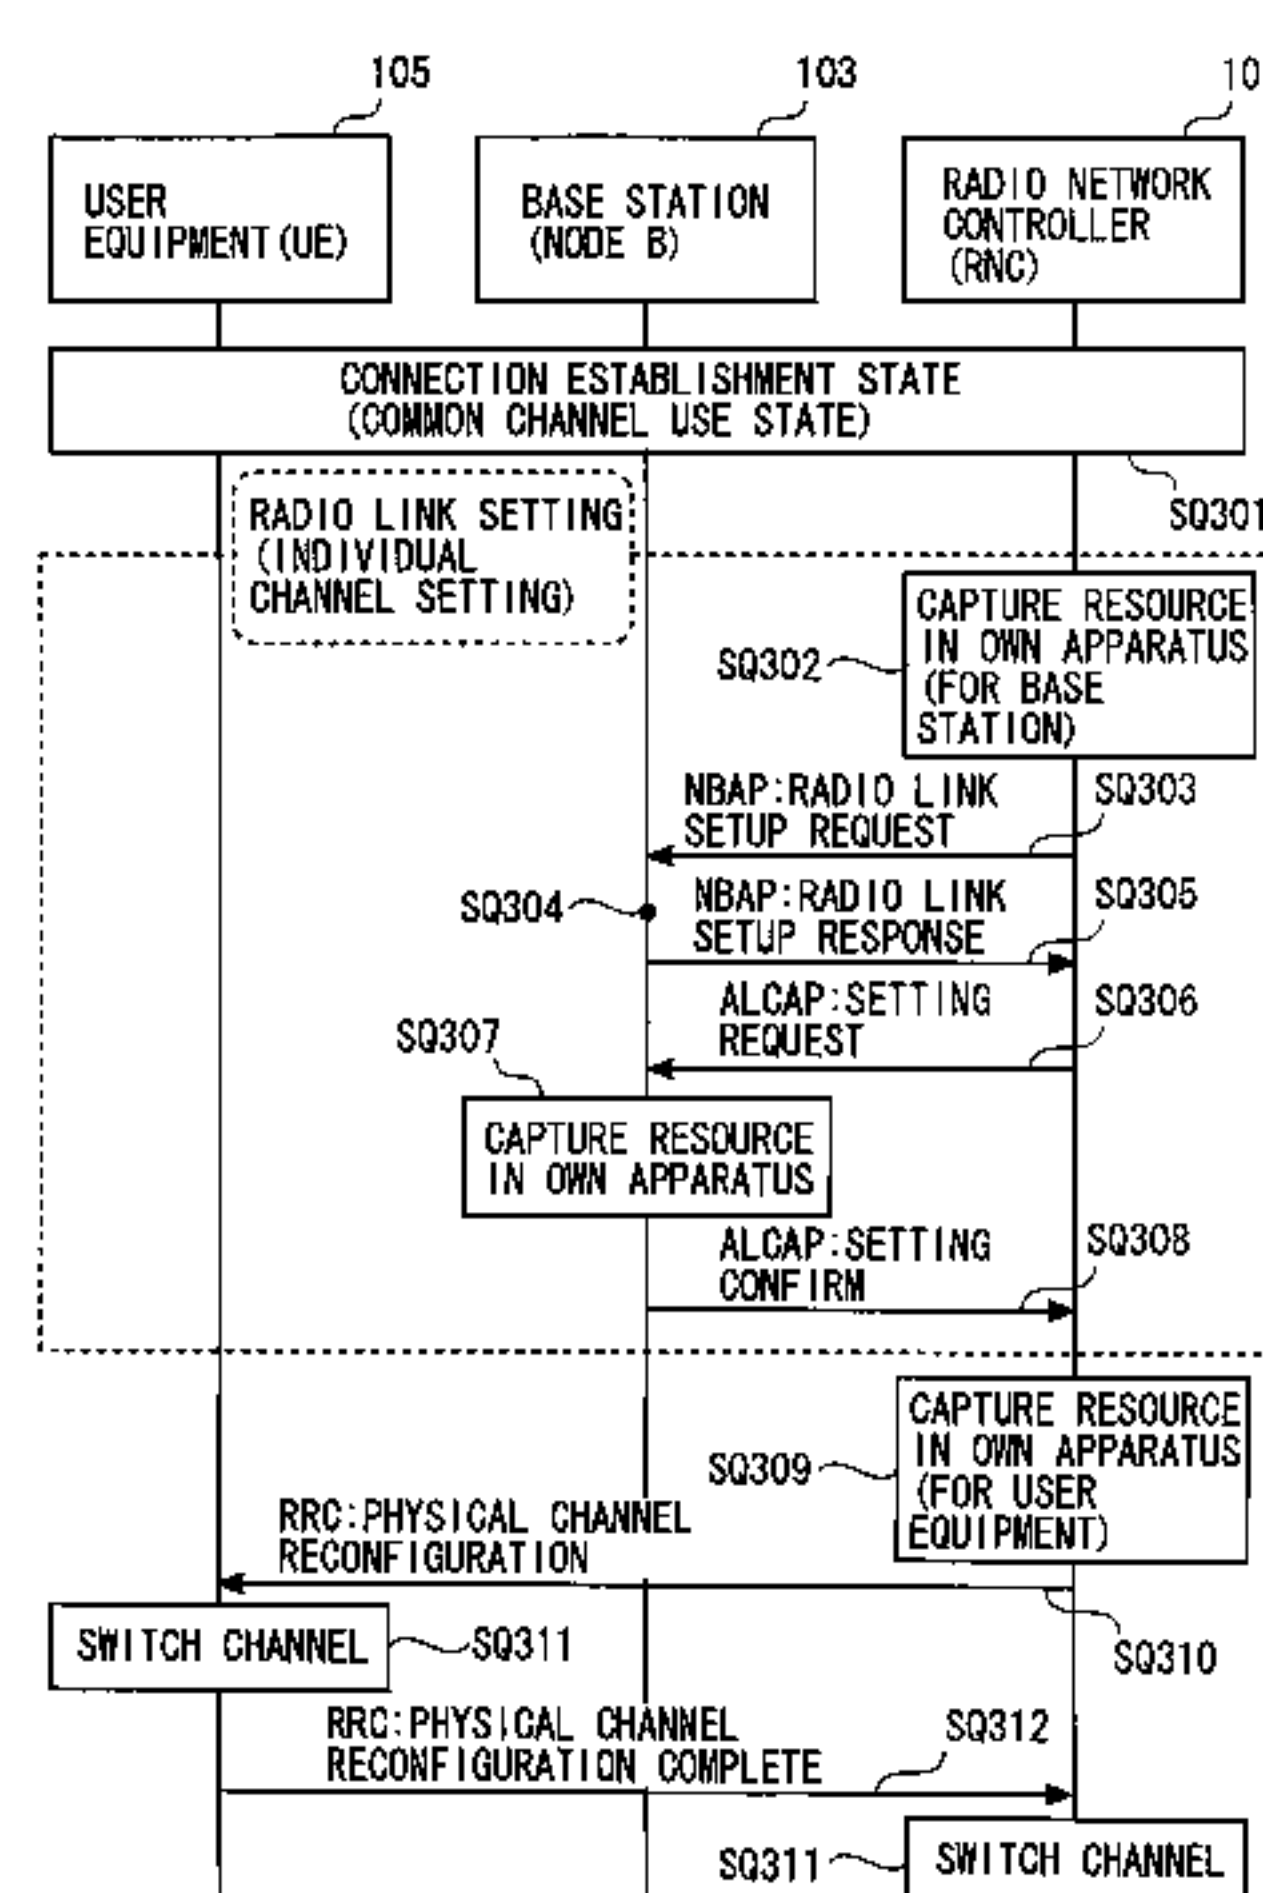 105
103
10
USER
EQUIPMENT(UE)
BASE STATION
(NODE B)
RADIO NETWORK
CONTROLLER
(RNC)
CONNECTION ESTABLISHMENT STATE
(COMMON CHANNEL USE STATE)
SQ301
RADIO LINK SETTING
(INDIVIDUAL
CHANNEL SETTING)
CAPTURE RESOURCE
IN OWN APPARATUS
(FOR BASE
STATION)
SQ302
NBAP:RADIO LINK
SETUP REQUEST
SQ303
SQ304
NBAP:RADIO LINK
SETUP RESPONSE
SQ305
ALCAP:SETTING
REQUEST
SQ306
SQ307
CAPTURE RESOURCE
IN OWN APPARATUS
ALCAP:SETTING
CONFIRM
SQ308
CAPTURE RESOURCE
IN OWN APPARATUS
(FOR USER
EQUIPMENT)
SQ309
RRC:PHYSICAL CHANNEL
RECONFIGURATION
SQ310
SWITCH CHANNEL
SQ311
RRC:PHYSICAL CHANNEL
RECONFIGURATION COMPLETE
SQ312
SQ311
SWITCH CHANNEL